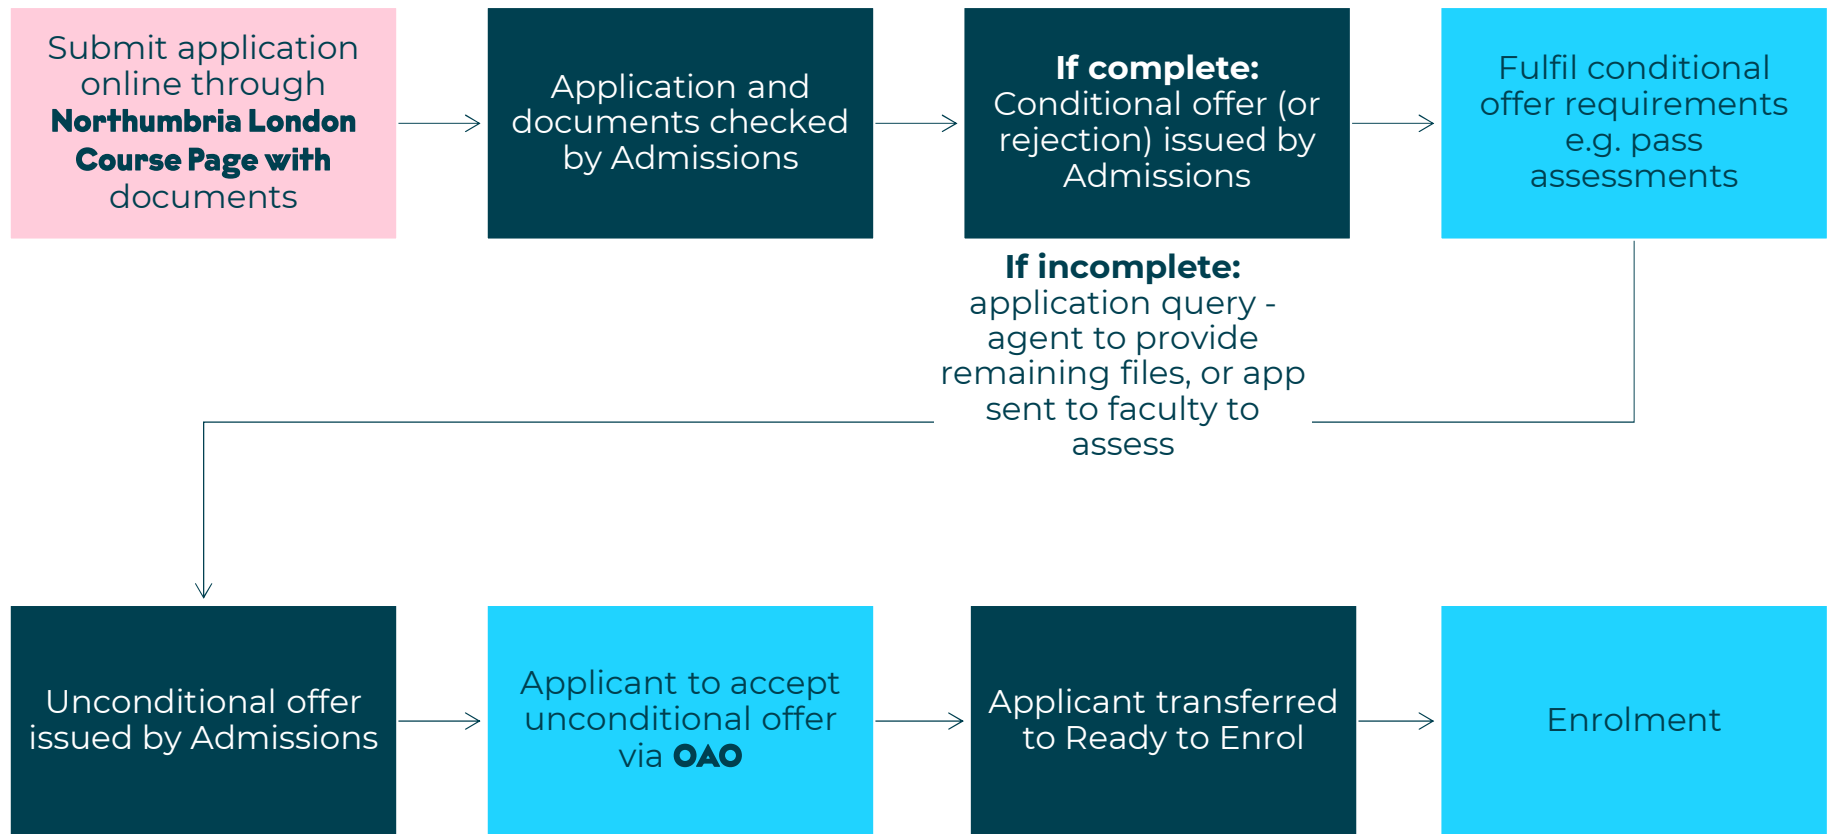 Submit application
online through
Northumbria London
Course Page with
documents
Application and
documents checked
by Admissions
If complete:
Conditional offer (or
rejection) issued by
Admissions
Fulfil conditional
offer requirements
e.g. pass
assessments
If incomplete:
application query -
agent to provide
remaining files, or app
sent to faculty to
assess
Unconditional offer
issued by Admissions
Applicant to accept
unconditional offer
via OAO
Applicant transferred
to Ready to Enrol
Enrolment